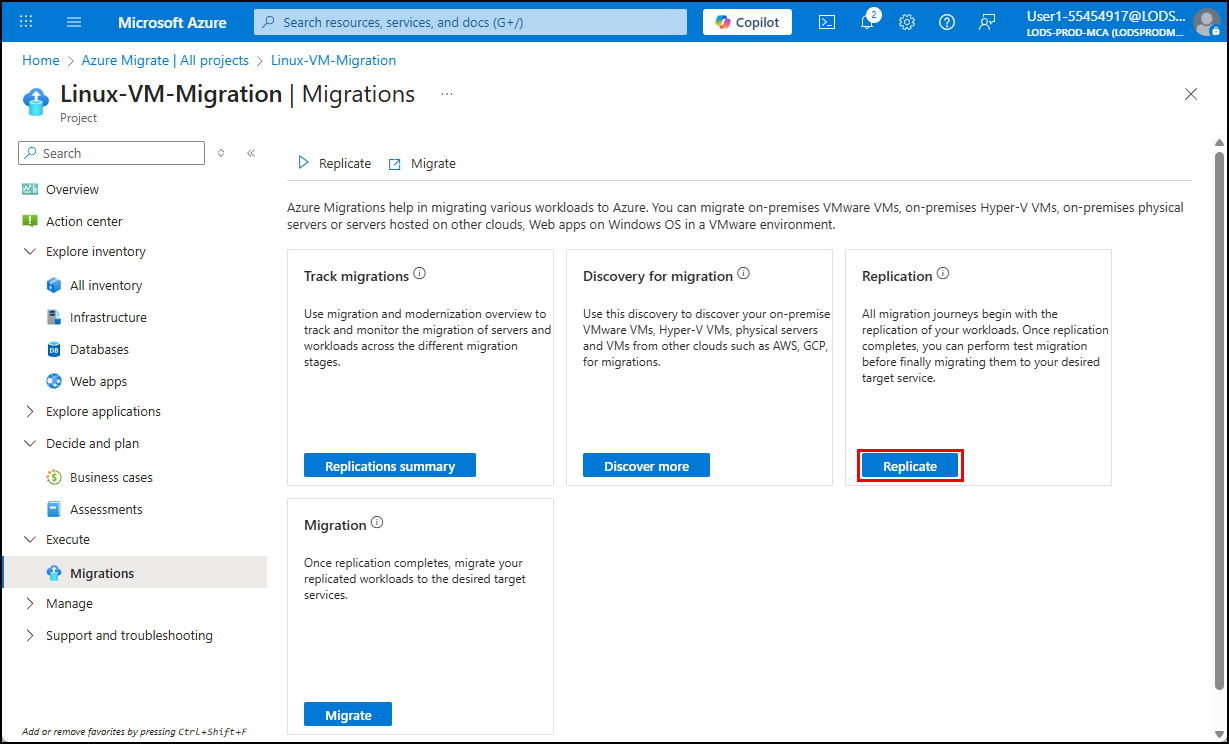 Microsoft Azure
Search resources, services, and docs (G+/)
Copilot
2
User1-55454917@LODS...
LODS-PROD-MCA (LODSPRODM...
Home > Azure Migrate | All projects > Linux-VM-Migration
Linux-VM-Migration | Migrations ...
Project
Search
Overview
Action center
Explore inventory
All inventory
Infrastructure
Databases
Web apps
Explore applications
Decide and plan
Business cases
Assessments
Execute
Migrations
Manage
Support and troubleshooting
Add or remove favorites by pressing Ctrl+Shift+F
Replicate
Migrate
Azure Migrations help in migrating various workloads to Azure. You can migrate on-premises VMware VMs, on-premises Hyper-V VMs, on-premises physical
servers or servers hosted on other clouds, Web apps on Windows OS in a VMware environment.
Track migrations
Use migration and modernization overview to
track and monitor the migration of servers and
workloads across the different migration
stages.
Replications summary
Discovery for migration
Use this discovery to discover your on-premise
VMware VMs, Hyper-V VMs, physical servers
and VMs from other clouds such as AWS, GCP,
for migrations.
Discover more
Replication
All migration journeys begin with the
replication of your workloads. Once replication
completes, you can perform test migration
before finally migrating them to your desired
target service.
Replicate
Migration
Once replication completes, migrate your
replicated workloads to the desired target
services.
Migrate